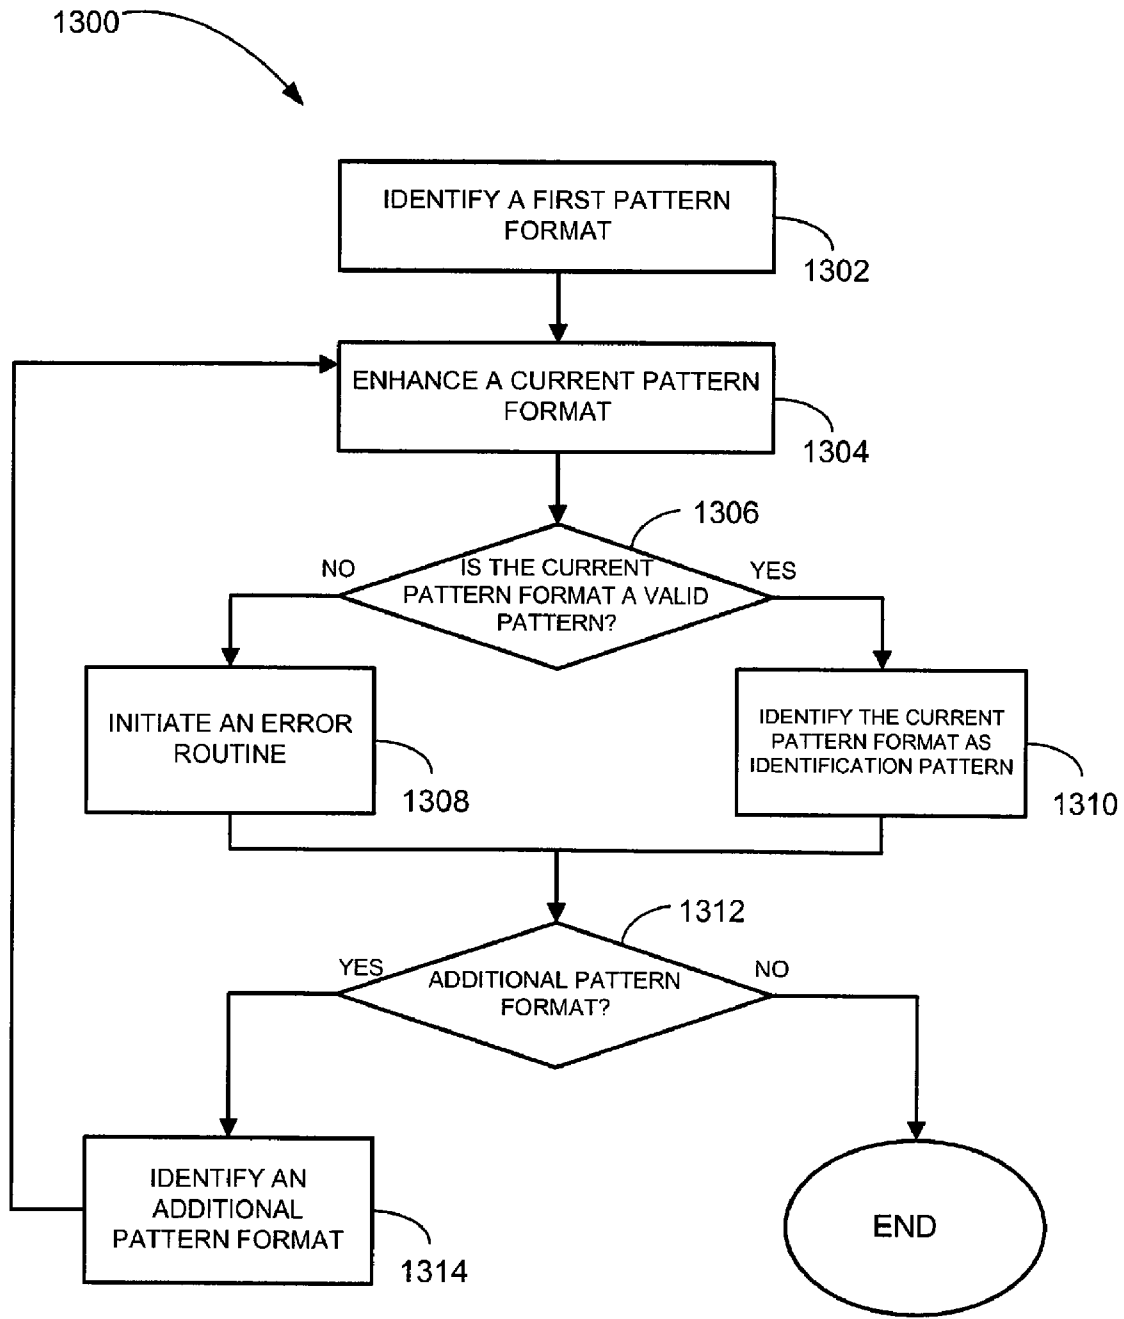 1300
IDENTIFY A FIRST PATTERN
FORMAT
1302
ENHANCE A CURRENT PATTERN
FORMAT
1304
1306
NO
IS THE CURRENT
PATTERN FORMAT A VALID
PATTERN?
YES
INITIATE AN ERROR
ROUTINE
1308
IDENTIFY THE CURRENT
PATTERN FORMAT AS
IDENTIFICATION PATTERN
1310
1312
YES
ADDITIONAL PATTERN
FORMAT?
NO
IDENTIFY AN
ADDITIONAL
PATTERN FORMAT
1314
END